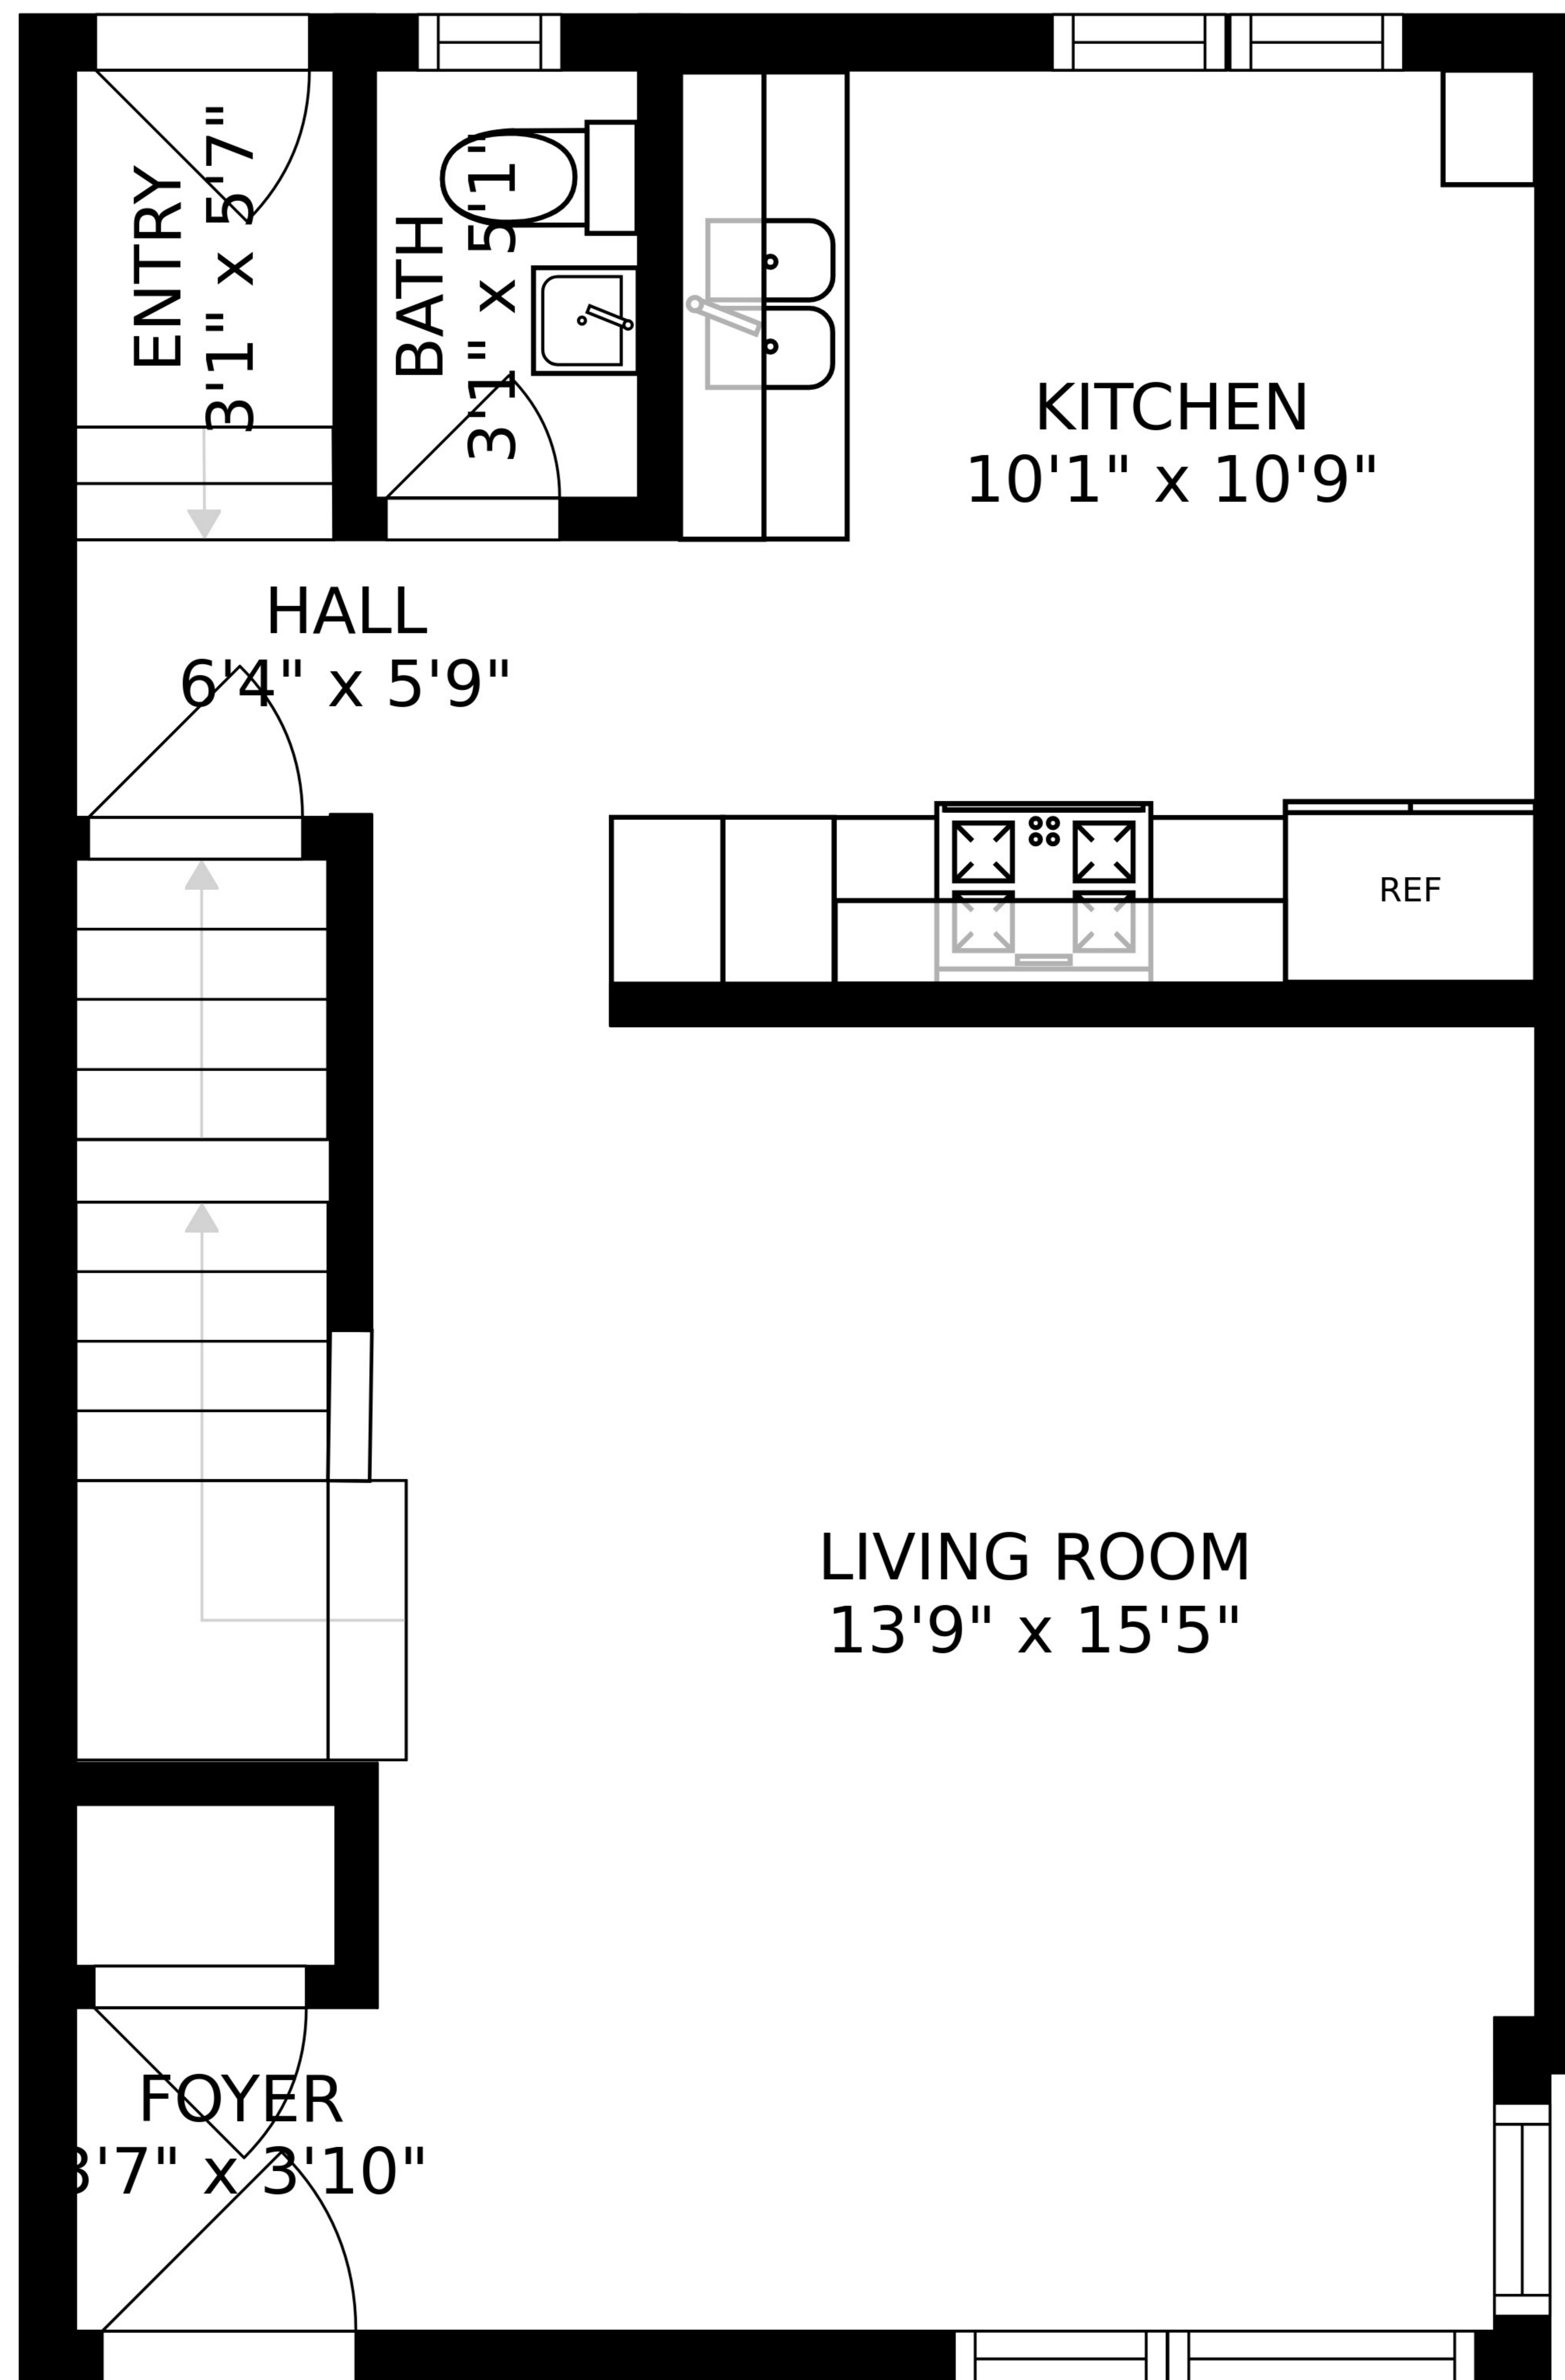 ENTRY
3'1" x 5'7"
BATH
3'1" x 5'1"
KITCHEN
10'1" x 10'9"
HALL
6'4" x 5'9"
REF
LIVING ROOM
13'9" x 15'5"
FOYER
3'7" x 3'10"